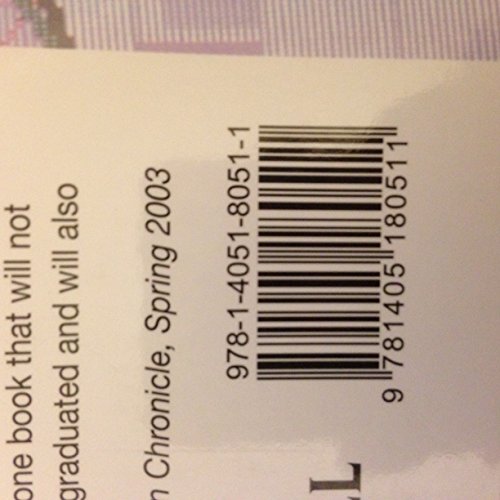 one book that will not
graduated and will also
n Chronicle, Spring 2003
978-1-4051-8051-1
9 781405 180511
L